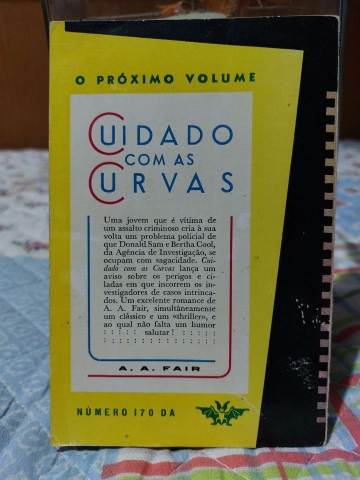 O PRÓXIMO VOLUME
CUIDADO
COM AS
CURVAS
Uma jovem que é vítima de
um assalto criminoso cria à sua
volta um problema policial de
que Donald Sam e Bertha Cool,
da Agência de Investigação, se
ocupam com sagacidade. Cui-
dado com as Curvas lança um
aviso sobre os perigos e ci-
ladas em que incorrem os in-
vestigadores de casos intrinca-
dos. Um excelente romance de
A. A. Fair, simultâneamente
um clássico e um «thriller», e
ao qual não falta um humor
: : : : : salutar ! : : : : :
: : : : : : : : : : : : : : :
A. A. FAIR
NÚMERO 170 DA